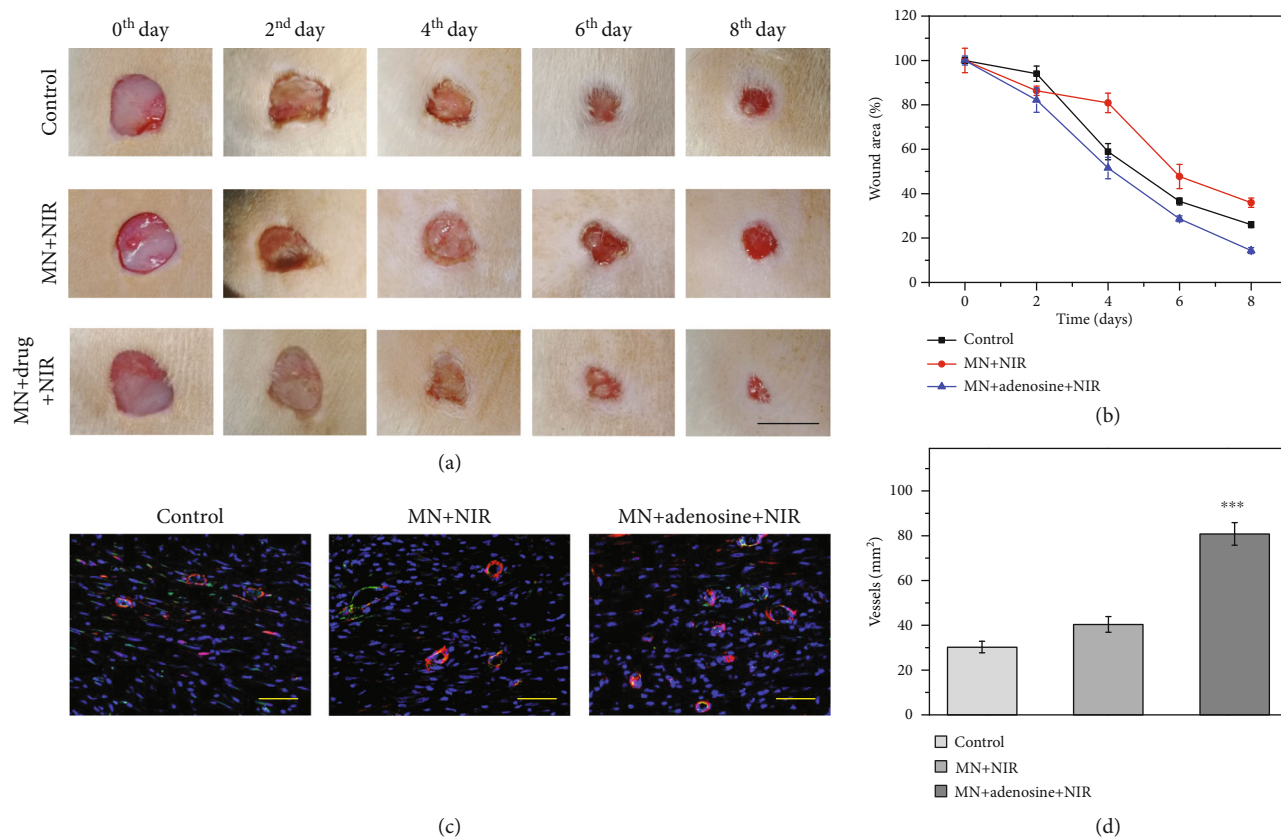 0th day 2nd day 4th day 6th day 8th day
Control
MN+NIR
MN+drug
+NIR
(a)
120
100
80
60
40
20
0
Wound area (%)
0 2 4 6 8
Time (days)
Control
MN+NIR
MN+adenosine+NIR
(b)
Control MN+NIR MN+adenosine+NIR
(c)
100
80
60
40
20
0
Vessels (mm2)
***
Control
MN+NIR
MN+adenosine+NIR
(d)